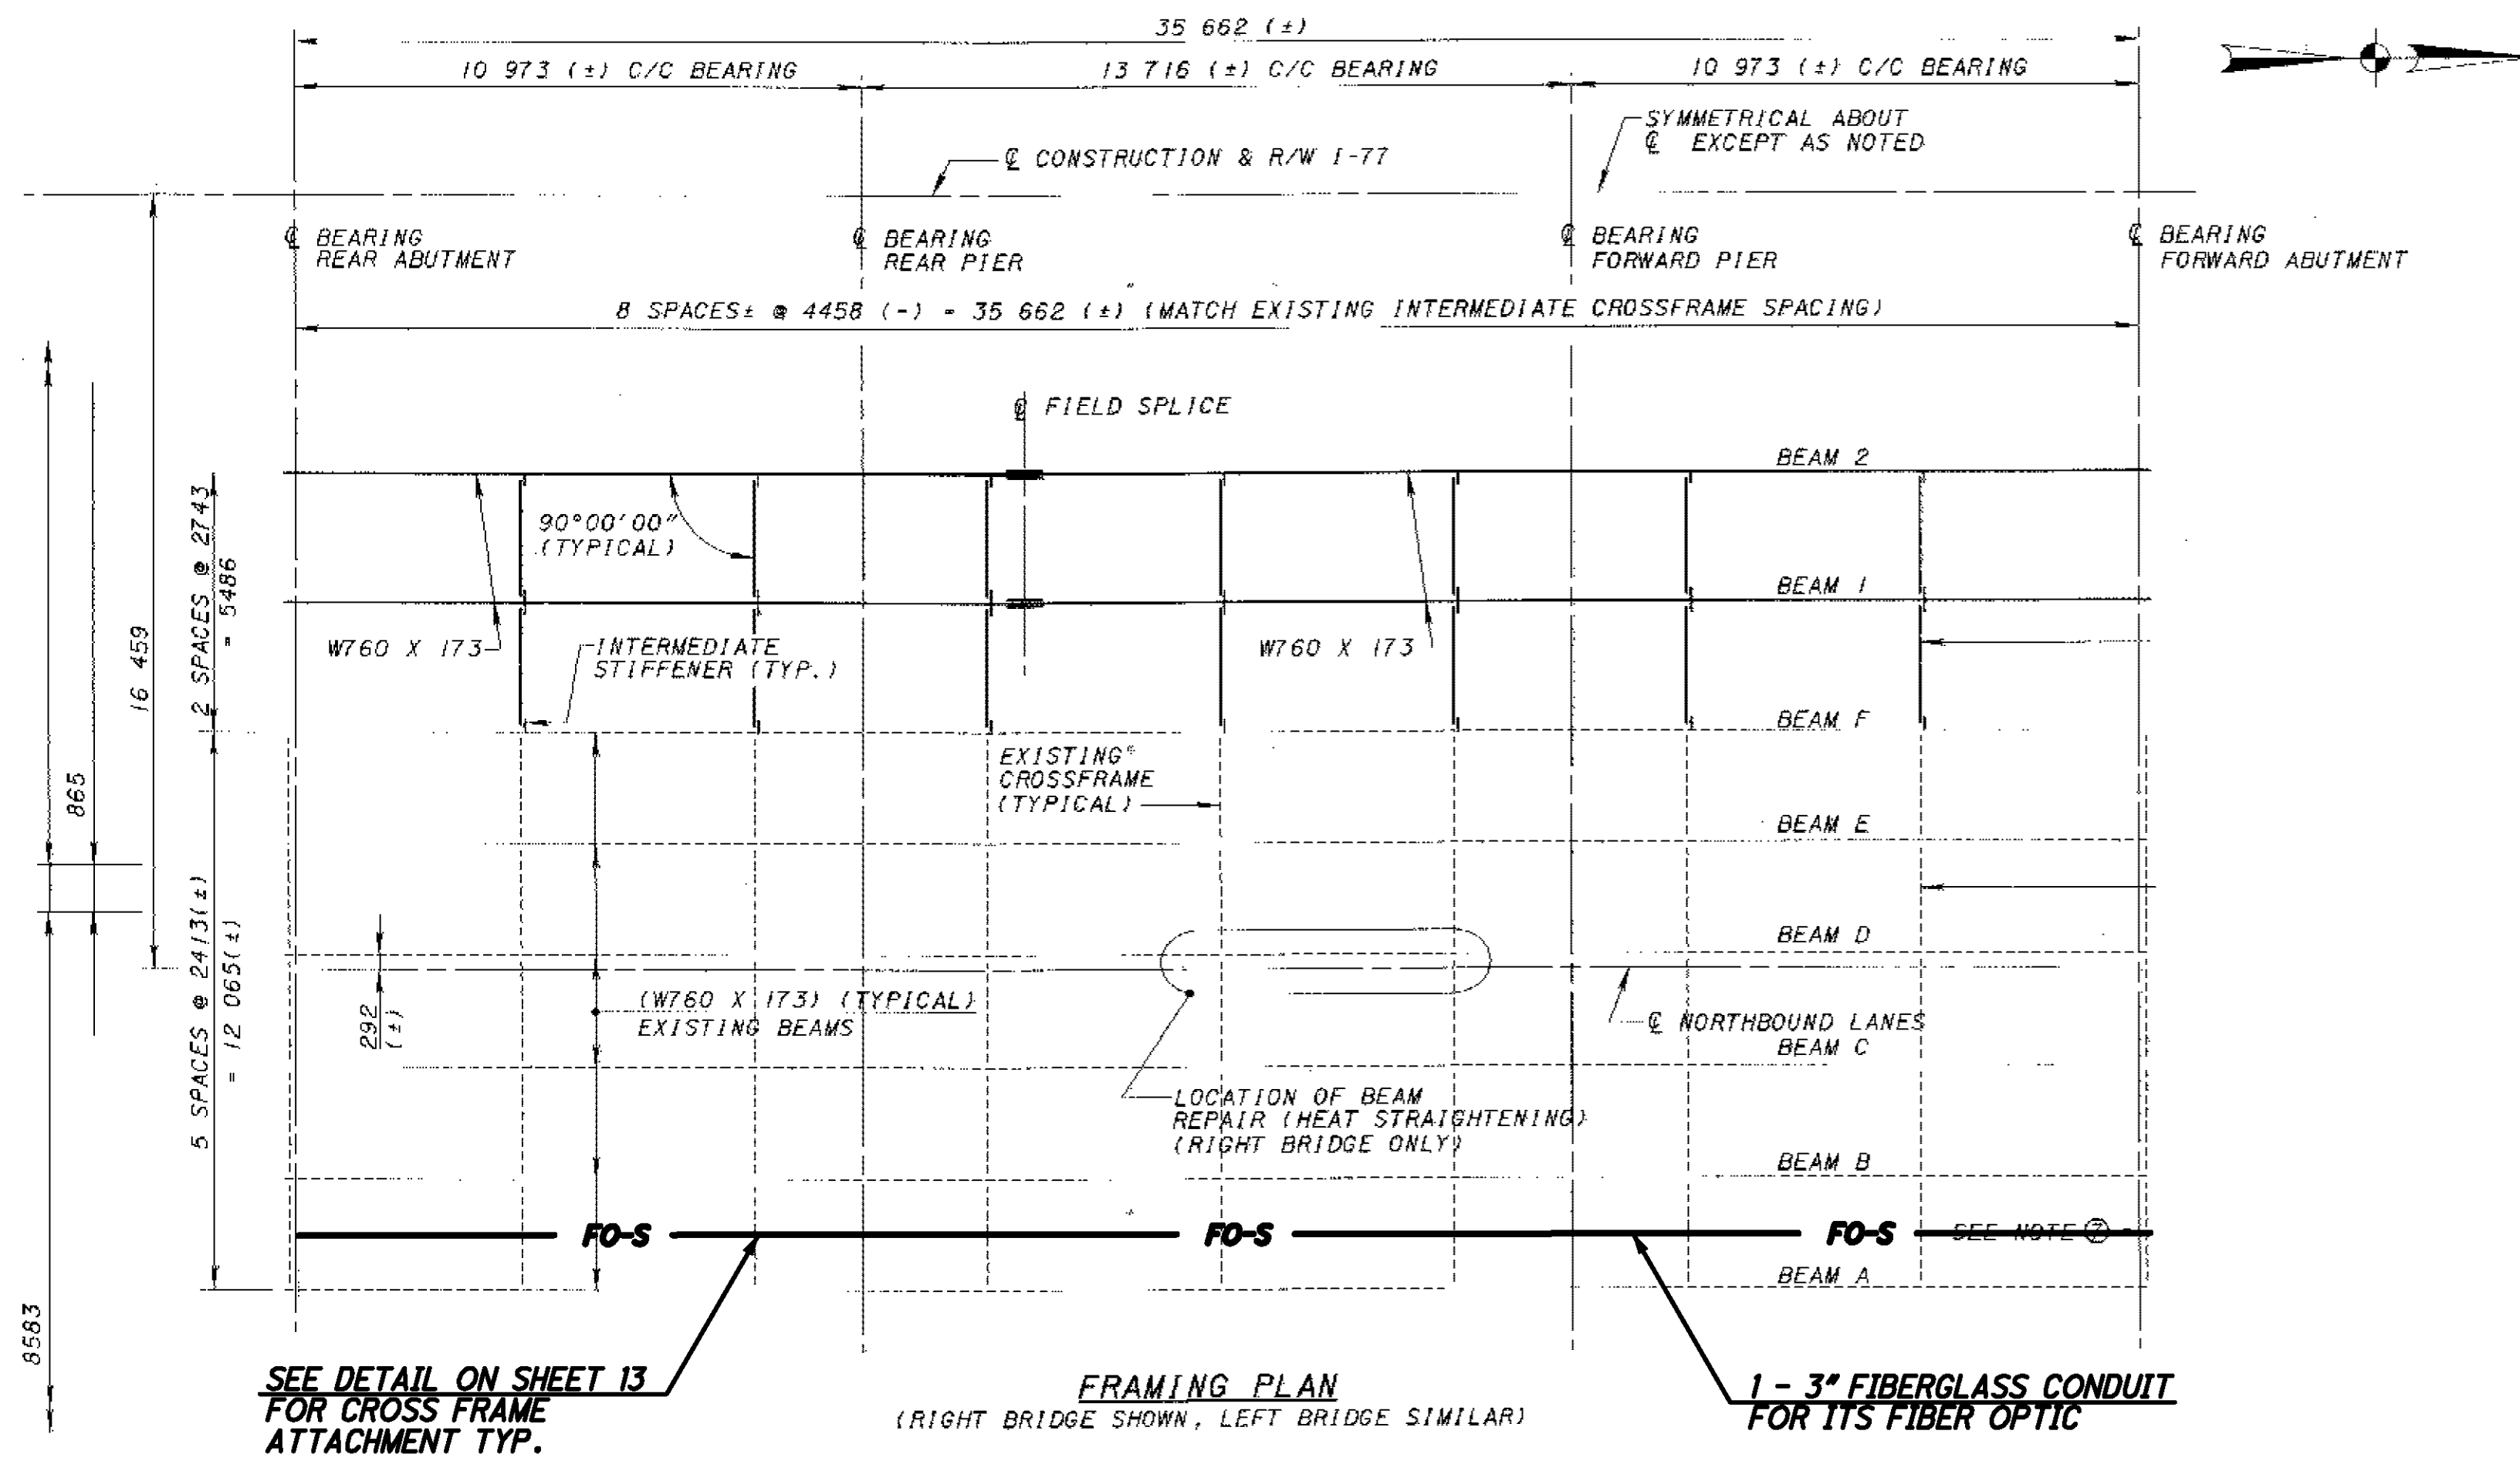 35 662 (±)
10 973 (±) C/C BEARING
13 716 (±) C/C BEARING
10 973 (±) C/C BEARING
SYMMETRICAL ABOUT
℄ EXCEPT AS NOTED
℄ CONSTRUCTION & R/W I-77
℄ BEARING
REAR ABUTMENT
℄ BEARING
REAR PIER
℄ BEARING
FORWARD PIER
℄ BEARING
FORWARD ABUTMENT
8 SPACES± @ 4458 (-) = 35 662 (±) (MATCH EXISTING INTERMEDIATE CROSSFRAME SPACING)
℄ FIELD SPLICE
BEAM 2
90°00'00"
(TYPICAL)
2 SPACES @ 2743
= 5486
BEAM 1
16 459
W760 X 173
INTERMEDIATE
STIFFENER (TYP.)
W760 X 173
BEAM F
865
EXISTING
CROSSFRAME
(TYPICAL)
BEAM E
5 SPACES @ 2413(±)
= 12 065(±)
BEAM D
292
(±)
(W760 X 173) (TYPICAL)
EXISTING BEAMS
℄ NORTHBOUND LANES
BEAM C
LOCATION OF BEAM
REPAIR (HEAT STRAIGHTENING)
(RIGHT BRIDGE ONLY)
BEAM B
FO-S
FO-S
FO-S
SEE NOTE 7
BEAM A
8583
SEE DETAIL ON SHEET 13
FOR CROSS FRAME
ATTACHMENT TYP.
FRAMING PLAN
(RIGHT BRIDGE SHOWN, LEFT BRIDGE SIMILAR)
1 - 3" FIBERGLASS CONDUIT
FOR ITS FIBER OPTIC